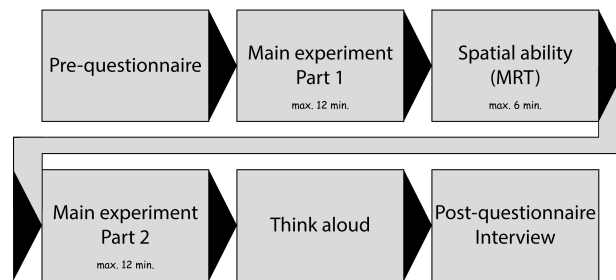 Pre-questionnaire
Main experiment
Part 1
max. 12 min.
Spatial ability
(MRT)
max. 6 min.
Main experiment
Part 2
max. 12 min.
Think aloud
Post-questionnaire
Interview